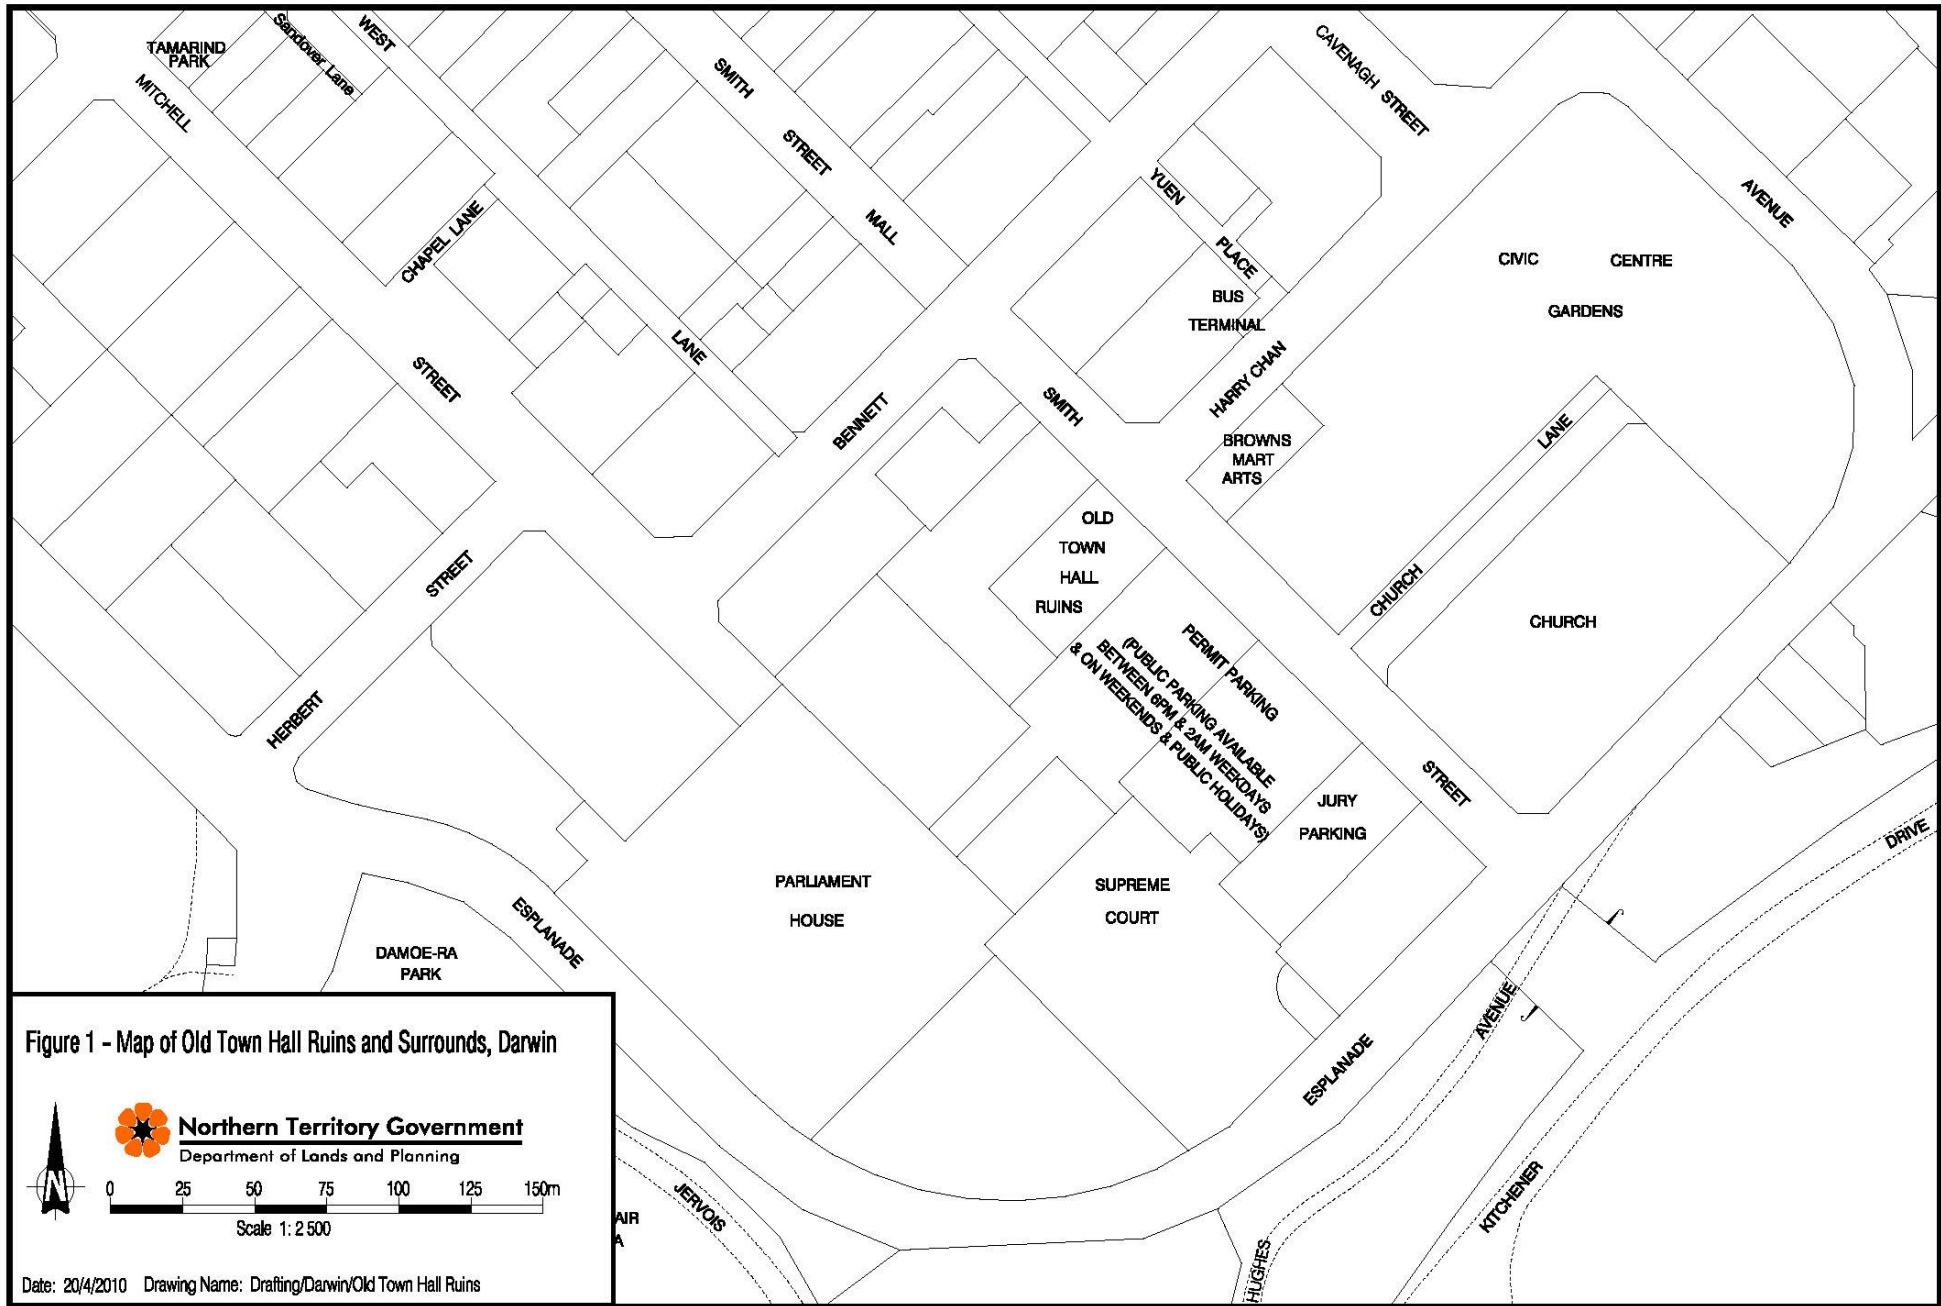 TAMARIND
PARK
Sandover Lane
WEST
MITCHELL
SMITH
STREET
MALL
CAVENAGH STREET
AVENUE
YUEN
PLACE
CHAPEL LANE
CIVIC CENTRE
GARDENS
BUS
TERMINAL
LANE
STREET
HARRY CHAN
BENNETT
SMITH
BROWNS
MART
ARTS
LANE
CHURCH
OLD
TOWN
HALL
RUINS
STREET
HERBERT
CHURCH
PERMIT PARKING
(PUBLIC PARKING AVAILABLE
BETWEEN 6PM & 2AM WEEKDAYS
& ON WEEKENDS & PUBLIC HOLIDAYS)
STREET
JURY
PARKING
DRIVE
PARLIAMENT
HOUSE
SUPREME
COURT
ESPLANADE
DAMOE-RA
PARK
AVENUE
ESPLANADE
KITCHENER
HUGHES
JERVOIS
AIR
A
Figure 1 - Map of Old Town Hall Ruins and Surrounds, Darwin
N
Northern Territory Government
Department of Lands and Planning
0 25 50 75 100 125 150m
Scale 1: 2 500
Date: 20/4/2010 Drawing Name: Drafting/Darwin/Old Town Hall Ruins